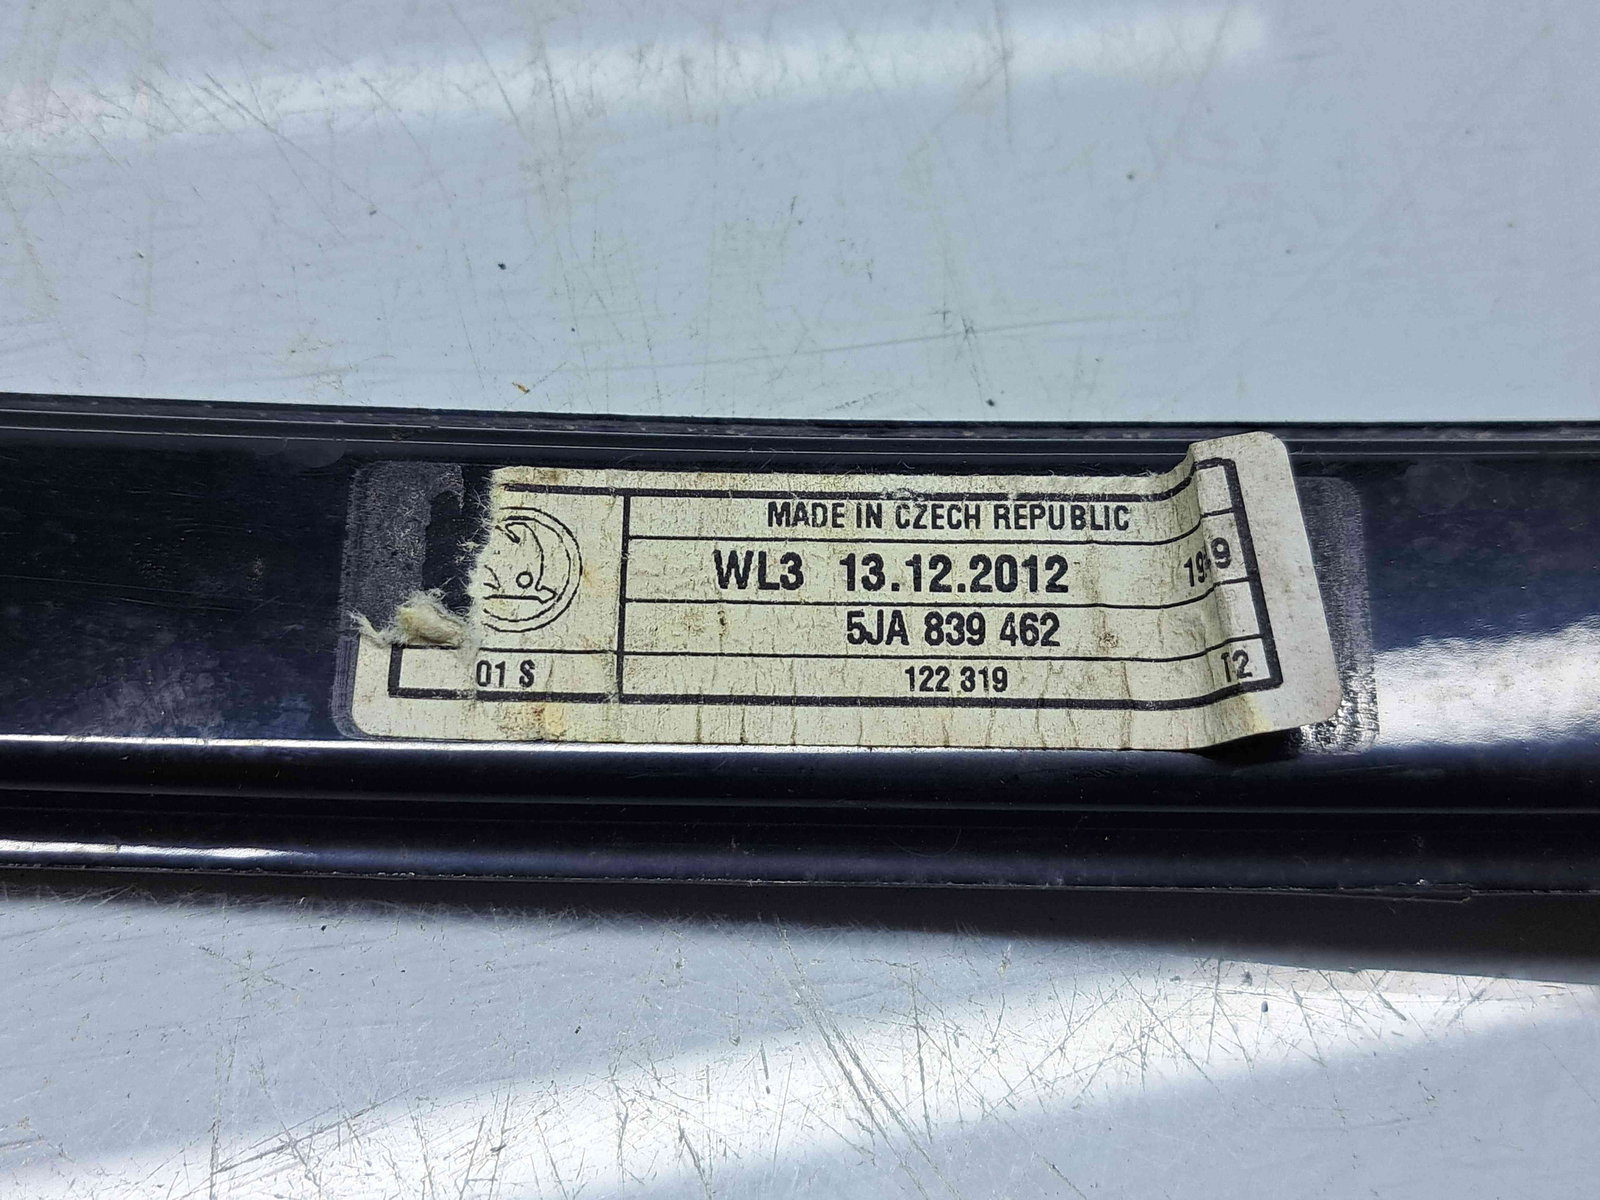 MADE IN CZECH REPUBLIC
WL3 13.12.2012
5JA 839 462
01 S 122 319 12